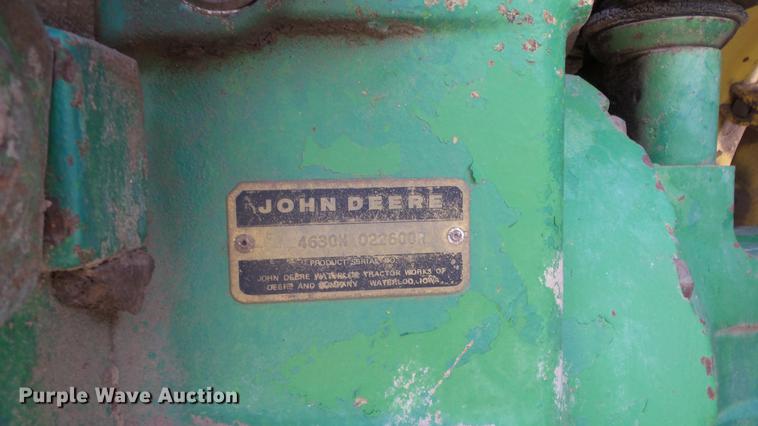 JOHN DEERE
4630H 022600R
PRODUCT SERIAL NO.
JOHN DEERE WATERLOO TRACTOR WORKS OF
DEERE AND COMPANY WATERLOO, IOWA
Purple Wave Auction